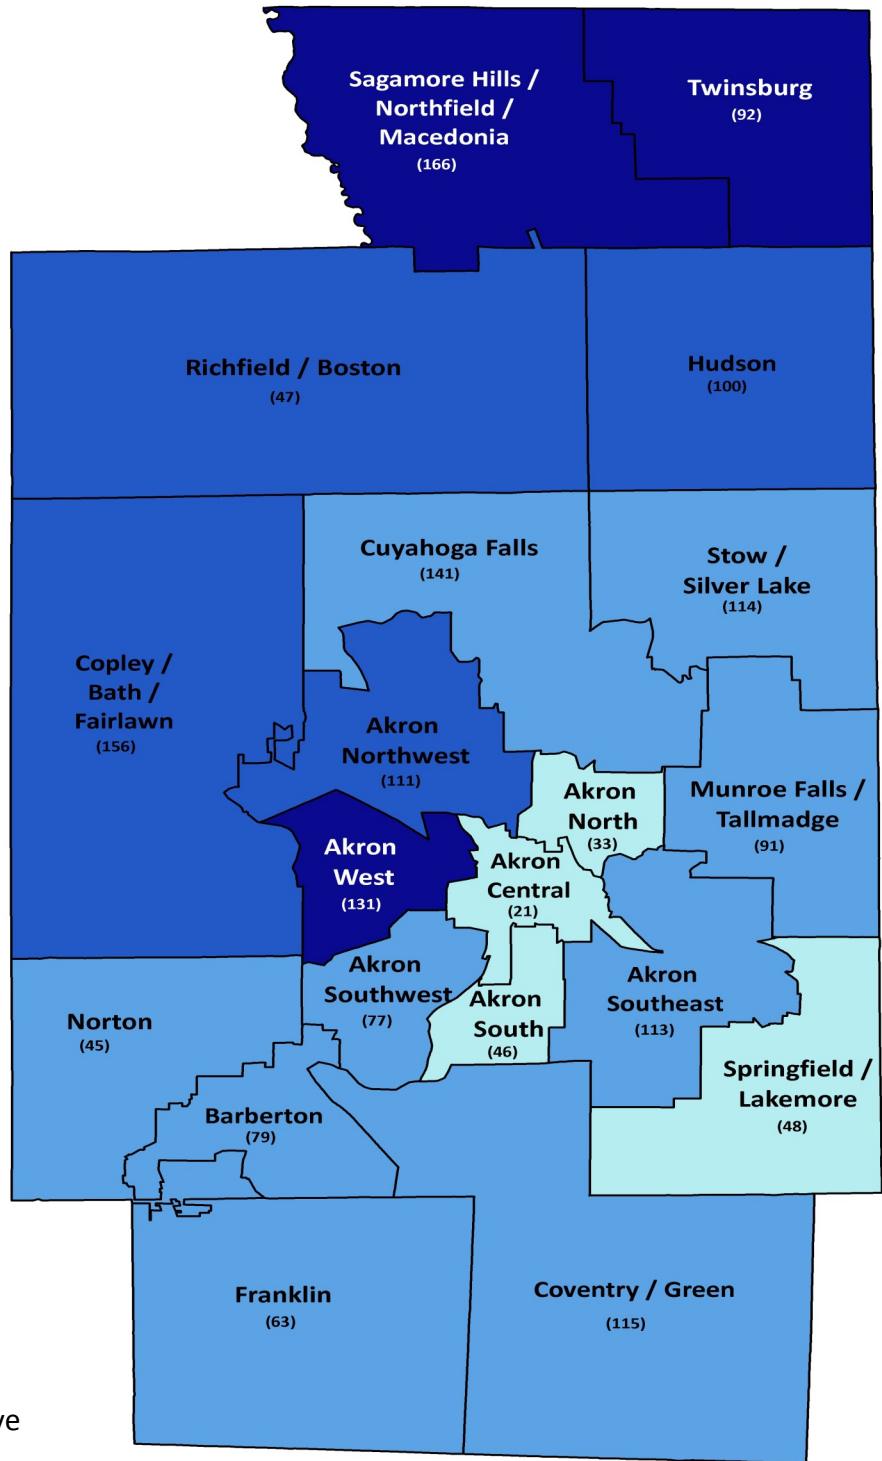 Sagamore Hills /
Northfield /
Macedonia
(166)
Twinsburg
(92)
Richfield / Boston
(47)
Hudson
(100)
Cuyahoga Falls
(141)
Stow /
Silver Lake
(114)
Copley /
Bath /
Fairlawn
(156)
Akron
Northwest
(111)
Akron
North
(33)
Munroe Falls /
Tallmadge
(91)
Akron
West
(131)
Akron
Central
(21)
Akron
Southwest
(77)
Akron
South
(46)
Akron
Southeast
(113)
Norton
(45)
Springfield /
Lakemore
(48)
Barberton
(79)
Franklin
(63)
Coventry / Green
(115)